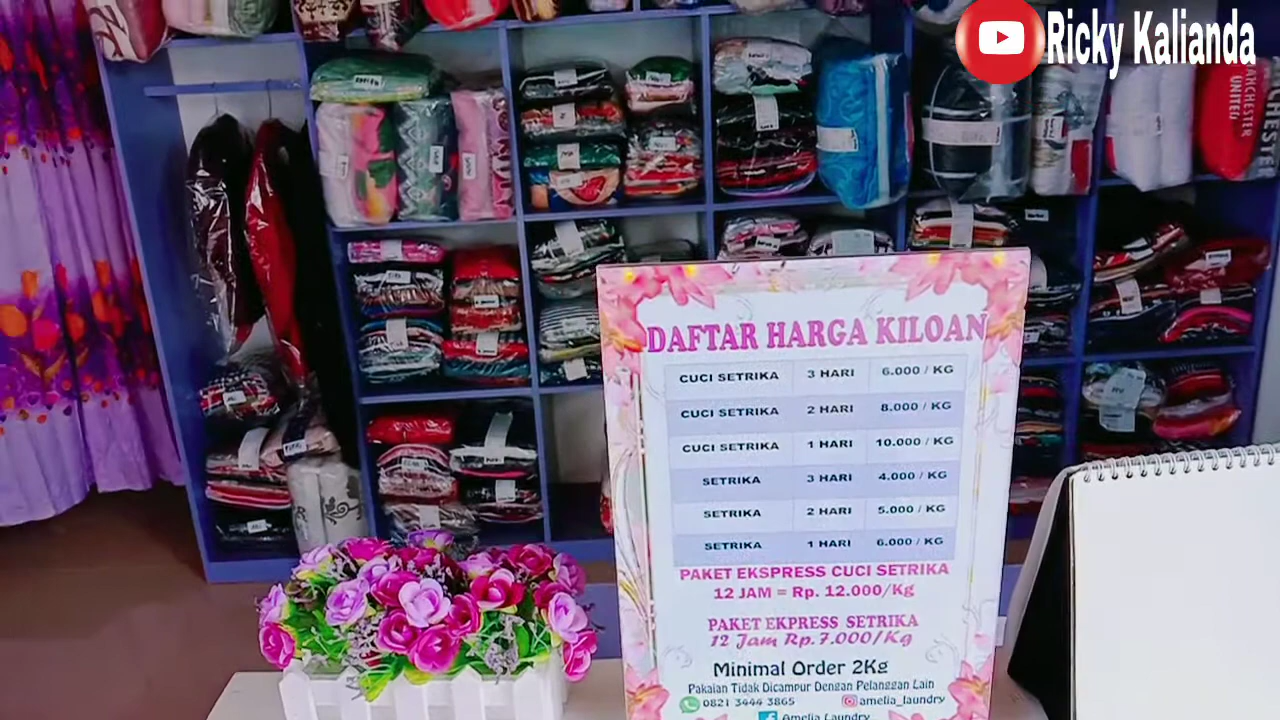 Ricky Kalianda
MANCHESTER
UNITED
DAFTAR HARGA KILOAN
CUCI SETRIKA 3 HARI 6.000 / KG
CUCI SETRIKA 2 HARI 8.000 / KG
CUCI SETRIKA 1 HARI 10.000 / KG
SETRIKA 3 HARI 4.000 / KG
SETRIKA 2 HARI 5.000 / KG
SETRIKA 1 HARI 6.000 / KG
PAKET EKSPRESS CUCI SETRIKA
12 JAM = Rp. 12.000/Kg
PAKET EKPRESS SETRIKA
12 Jam Rp.7.000/Kg
Minimal Order 2Kg
Pakaian Tidak Dicampur Dengan Pelanggan Lain
0821 3444 3865 amelia_laundry
Amelia Laundry